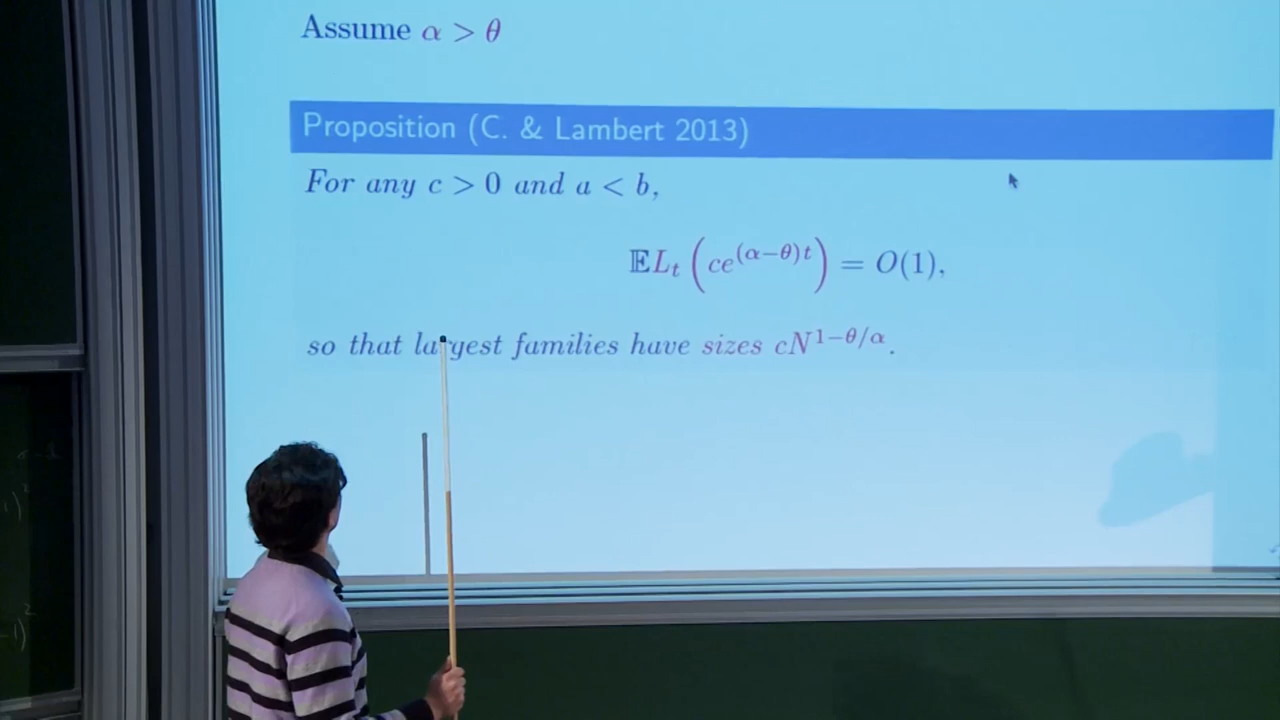 Assume α > θ
Proposition (C. & Lambert 2013)
For any c > 0 and a < b,
𝔼L_t (ce^{(α−θ)t}) = O(1),
so that largest families have sizes cN^{1−θ/α}.